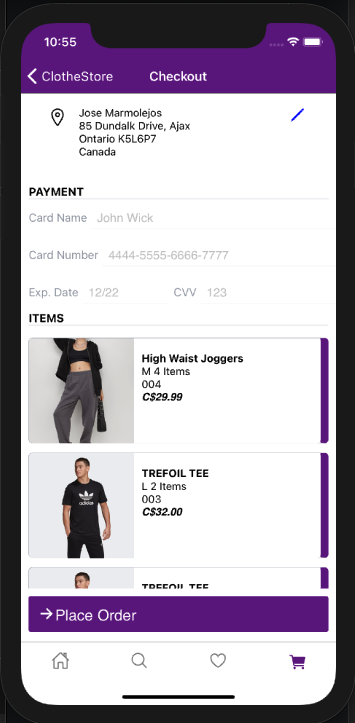 10:55
ClotheStore
Checkout
Jose Marmolejos
85 Dundalk Drive, Ajax
Ontario K5L6P7
Canada
PAYMENT
Card Name John Wick
Card Number 4444-5555-6666-7777
Exp. Date 12/22 CVV 123
ITEMS
High Waist Joggers
M 4 Items
004
C$29.99
adidas
TREFOIL TEE
L 2 Items
003
C$32.00
TREFOIL TEE
Place Order